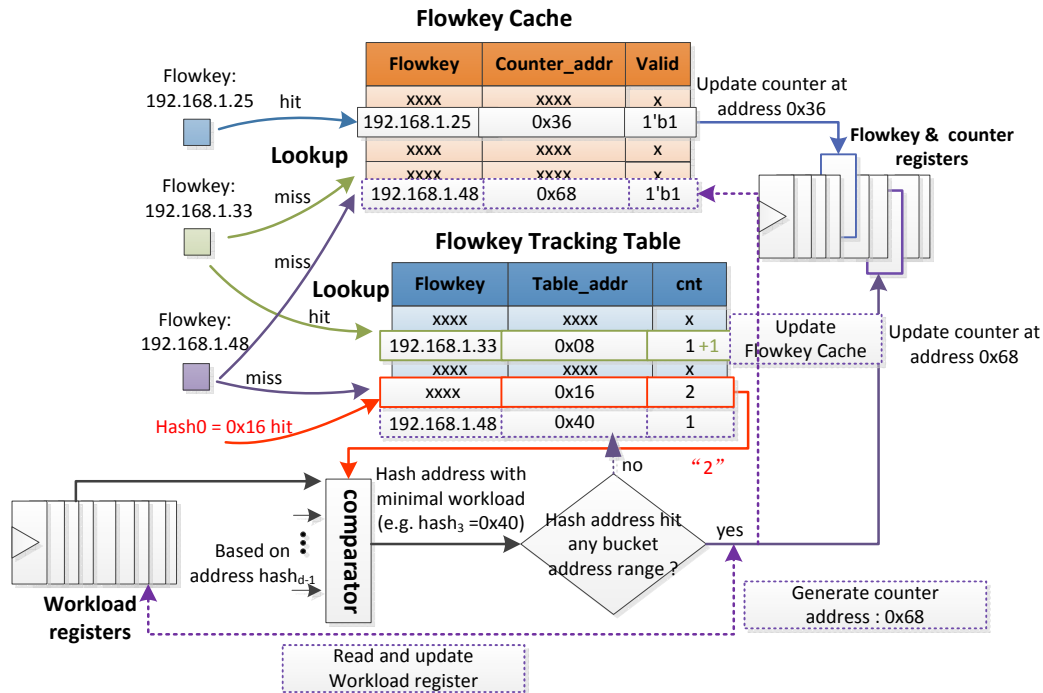 Flowkey Cache
Flowkey Counter_addr Valid
xxxx xxxx x
192.168.1.25 0x36 1'b1
xxxx xxxx x
xxxx xxxx x
192.168.1.48 0x68 1'b1
Flowkey:
192.168.1.25
hit
Lookup
Flowkey:
192.168.1.33
miss
miss
Update counter at
address 0x36
Flowkey & counter
registers
Flowkey Tracking Table
Lookup
Flowkey Table_addr cnt
xxxx xxxx x
192.168.1.33 0x08 1 +1
xxxx xxxx x
xxxx 0x16 2
192.168.1.48 0x40 1
hit
Flowkey:
192.168.1.48
miss
Hash0 = 0x16 hit
Update
Flowkey Cache
Update counter at
address 0x68
no
“2”
Hash address with
minimal workload
(e.g. hash3 =0x40)
comparator
Based on
address hashd-1
Hash address hit
any bucket
address range ?
yes
Workload
registers
Generate counter
address : 0x68
Read and update
Workload register